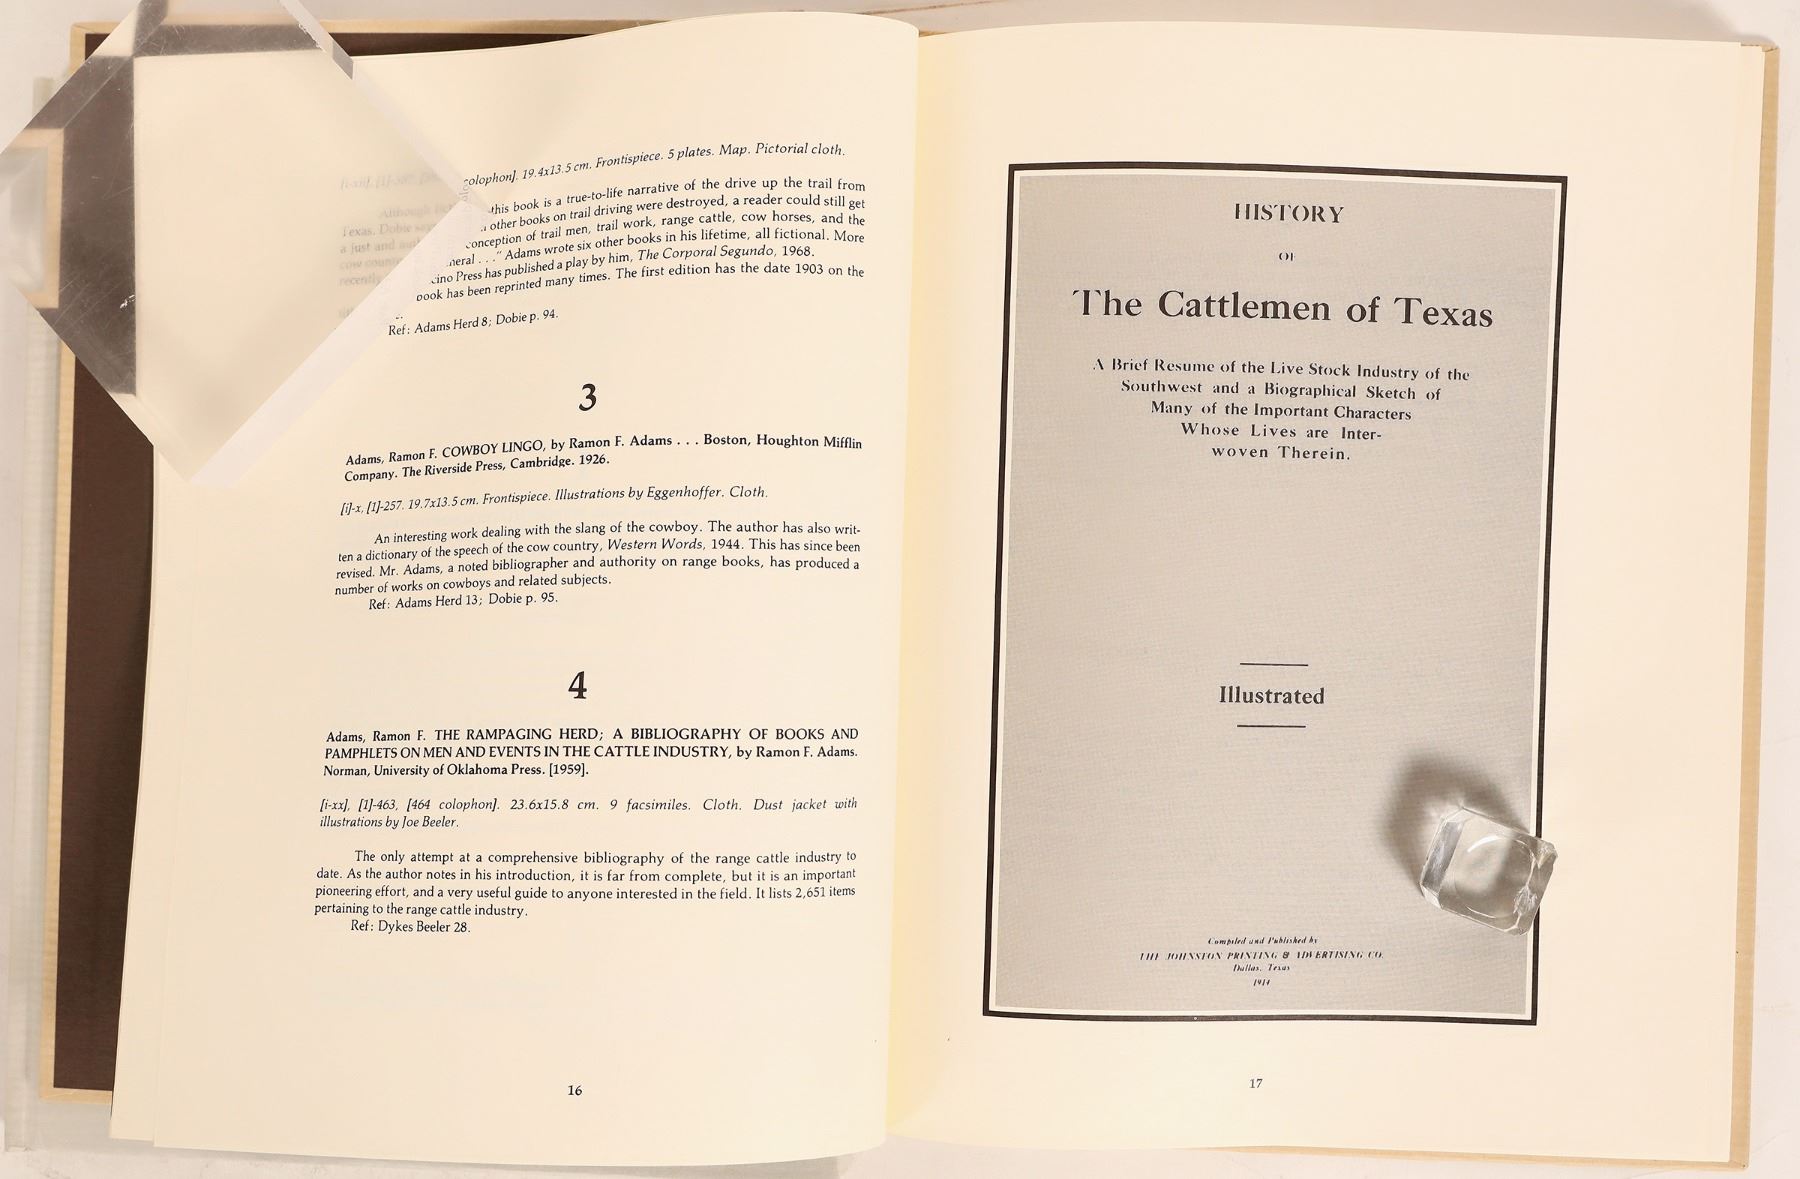 colophon]. 19.4x13.5 cm. Frontispiece. 5 plates. Map. Pictorial cloth.
this book is a true-to-life narrative of the drive up the trail from
other books on trail driving were destroyed, a reader could still get
conception of trail men, trail work, range cattle, cow horses, and the
. . ." Adams wrote six other books in his lifetime, all fictional. More
Press has published a play by him, The Corporal Segundo, 1968.
book has been reprinted many times. The first edition has the date 1903 on the
Ref: Adams Herd 8; Dobie p. 94.
3
Adams, Ramon F. COWBOY LINGO, by Ramon F. Adams . . . Boston, Houghton Mifflin
Company. The Riverside Press, Cambridge. 1926.
[i]-x, [1]-257. 19.7x13.5 cm. Frontispiece. Illustrations by Eggenhoffer. Cloth.
An interesting work dealing with the slang of the cowboy. The author has also writ-
ten a dictionary of the speech of the cow country, Western Words, 1944. This has since been
revised. Mr. Adams, a noted bibliographer and authority on range books, has produced a
number of works on cowboys and related subjects.
Ref: Adams Herd 13; Dobie p. 95.
4
Adams, Ramon F. THE RAMPAGING HERD; A BIBLIOGRAPHY OF BOOKS AND
PAMPHLETS ON MEN AND EVENTS IN THE CATTLE INDUSTRY, by Ramon F. Adams.
Norman, University of Oklahoma Press. [1959].
[i-xx], [1]-463, [464 colophon]. 23.6x15.8 cm. 9 facsimiles. Cloth. Dust jacket with
illustrations by Joe Beeler.
The only attempt at a comprehensive bibliography of the range cattle industry to
date. As the author notes in his introduction, it is far from complete, but it is an important
pioneering effort, and a very useful guide to anyone interested in the field. It lists 2,651 items
pertaining to the range cattle industry.
Ref: Dykes Beeler 28.
16
HISTORY
OF
The Cattlemen of Texas
A Brief Resume of the Live Stock Industry of the
Southwest and a Biographical Sketch of
Many of the Important Characters
Whose Lives are Inter-
woven Therein.
Illustrated
Compiled and Published by
THE JOHNSTON PRINTING & ADVERTISING CO.
Dallas, Texas
1914
17